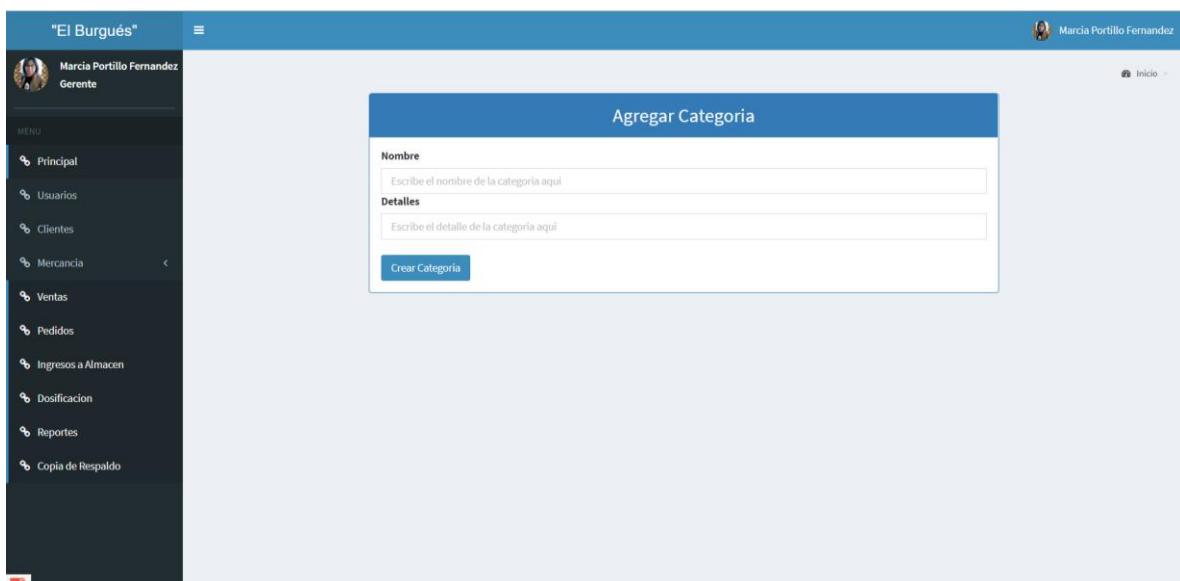 "El Burgués"
Marcia Portillo Fernandez
Marcia Portillo Fernandez
Gerente
Inicio >
MENU
Principal
Usuarios
Clientes
Mercancia
Ventas
Pedidos
Ingresos a Almacen
Dosificacion
Reportes
Copia de Respaldo
Agregar Categoria
Nombre
Escribe el nombre de la categoria aqui
Detalles
Escribe el detalle de la categoria aqui
Crear Categoria